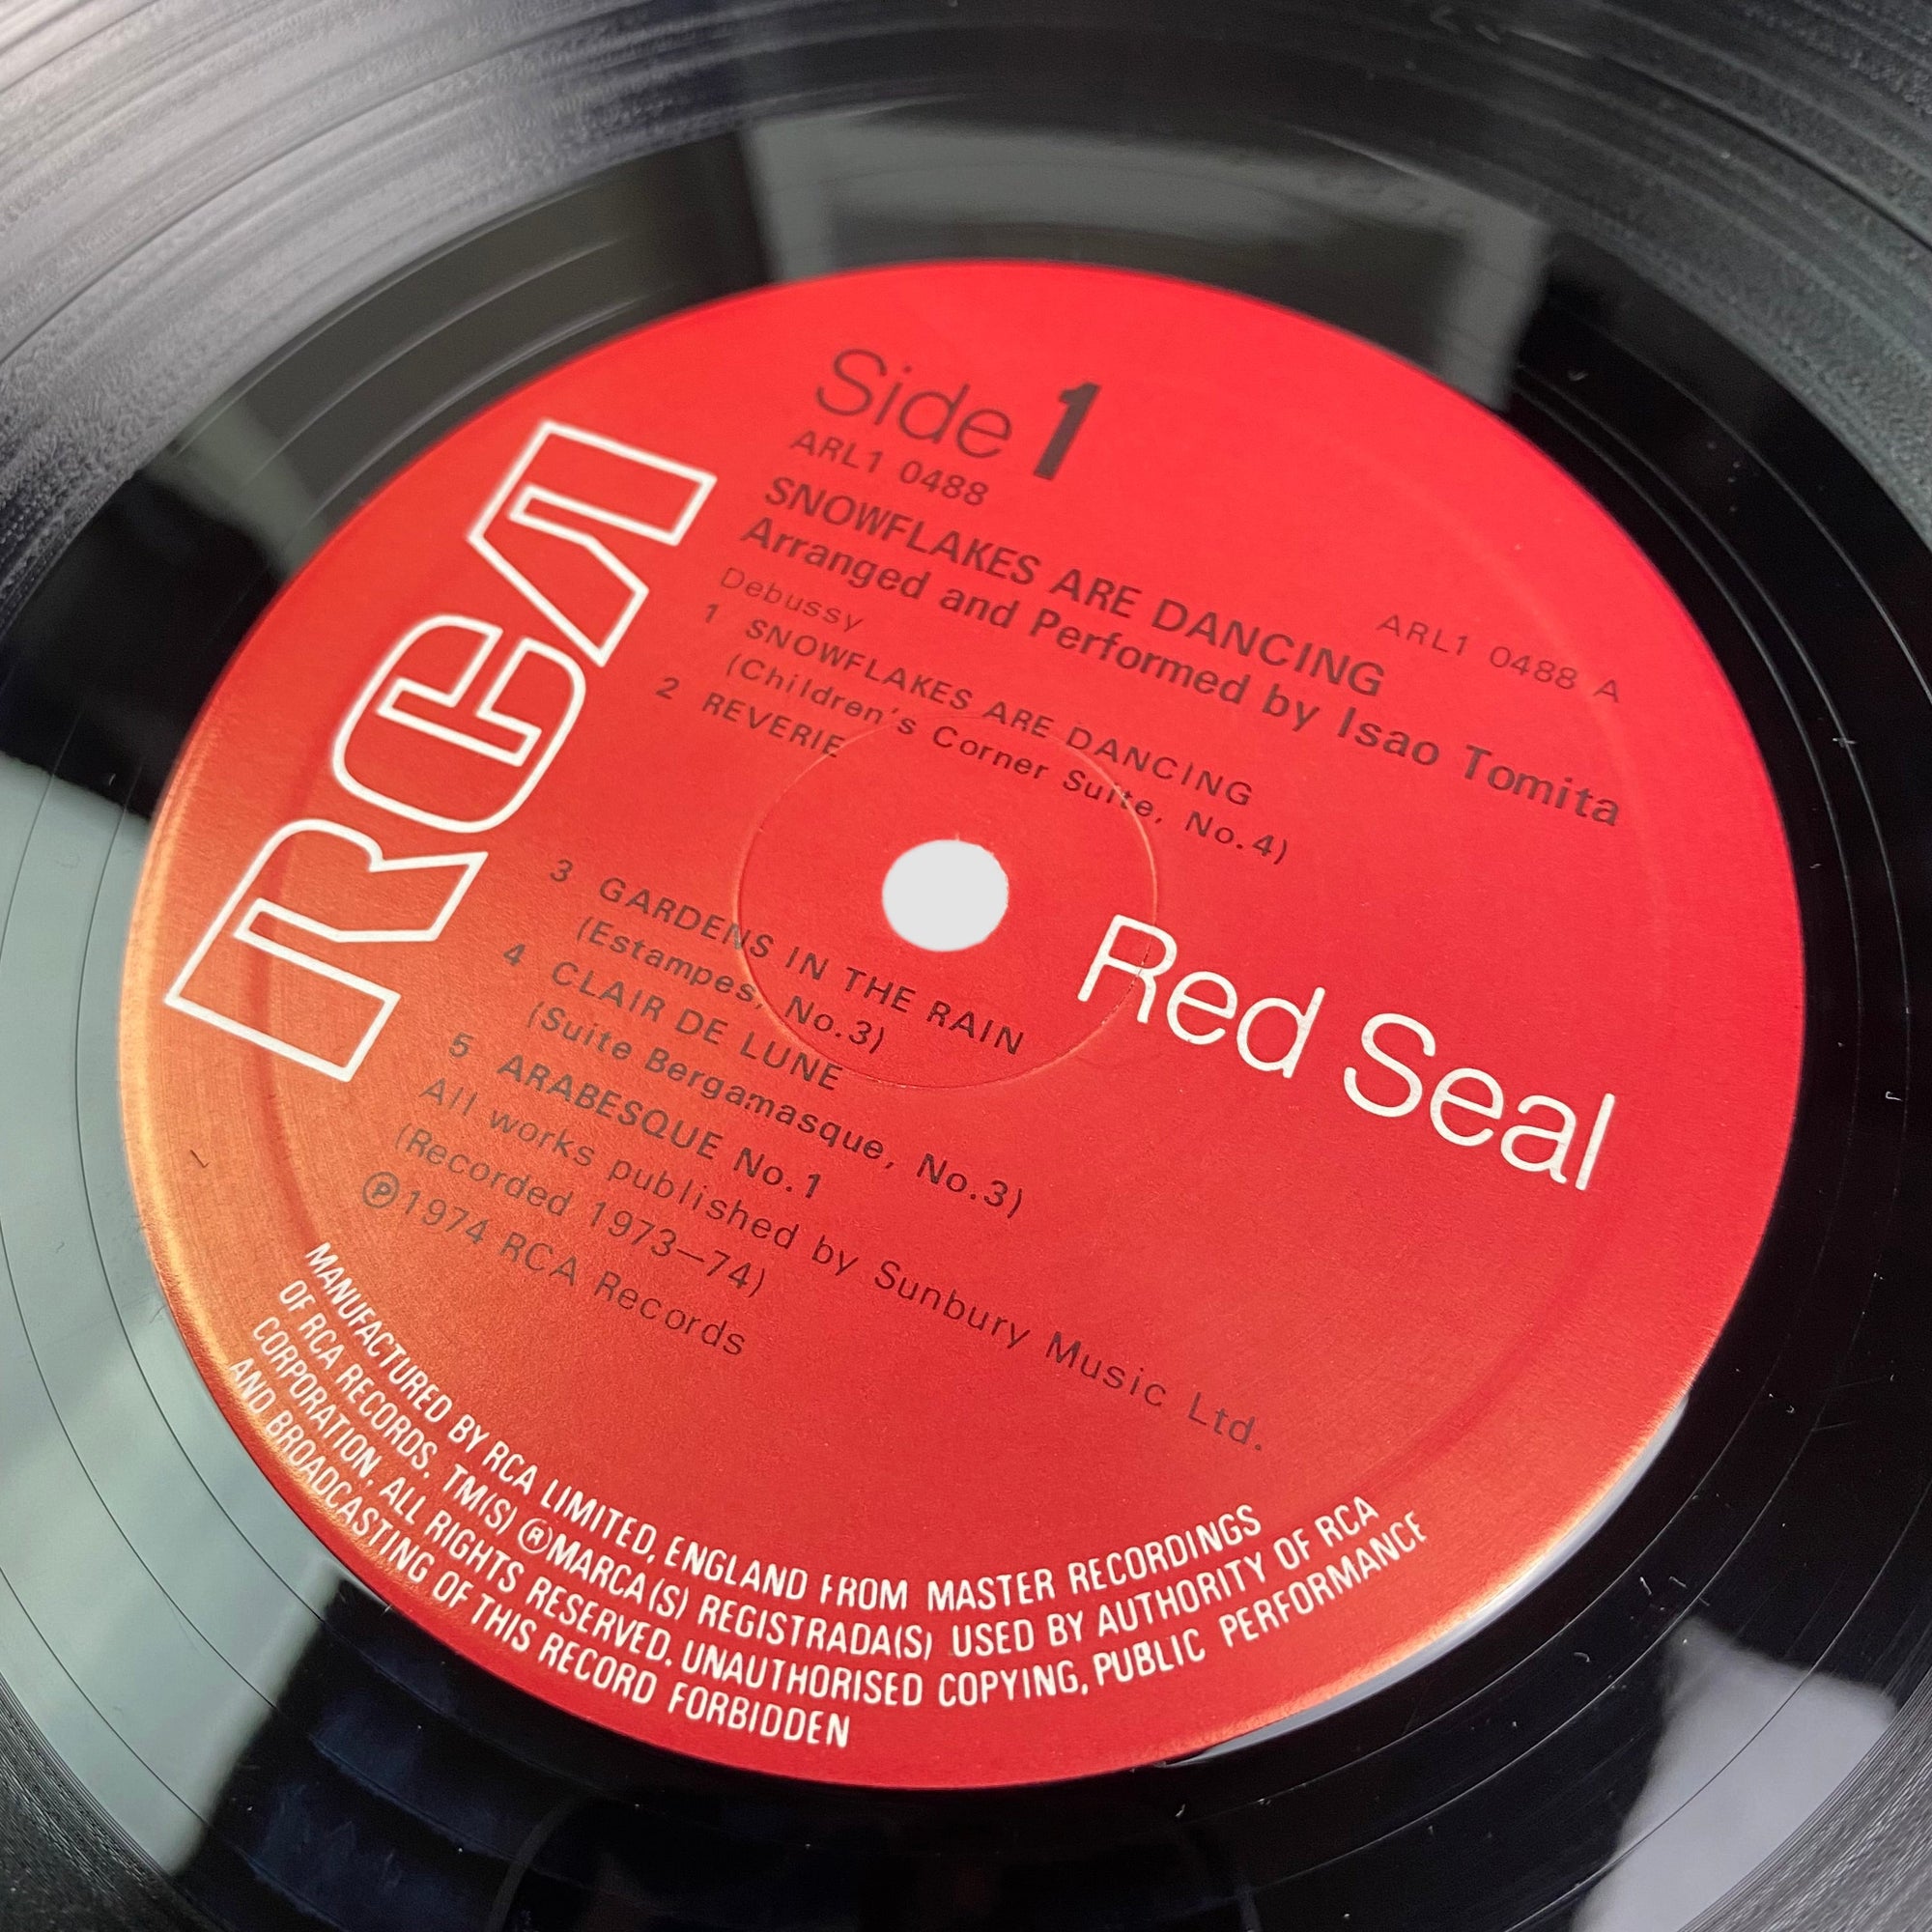 RCA
Side 1
ARL1 0488
ARL1 0488 A
SNOWFLAKES ARE DANCING
Arranged and Performed by Isao Tomita
Debussy
1 SNOWFLAKES ARE DANCING
(Children's Corner Suite, No.4)
2 REVERIE
3 GARDENS IN THE RAIN
(Estampes, No.3)
4 CLAIR DE LUNE
(Suite Bergamasque, No.3)
5 ARABESQUE No.1
All works published by Sunbury Music Ltd.
(Recorded 1973—74)
Ⓟ1974 RCA Records
Red Seal
MANUFACTURED BY RCA LIMITED, ENGLAND FROM MASTER RECORDINGS
OF RCA RECORDS. TM(S) ®MARCA(S) REGISTRADA(S) USED BY AUTHORITY OF RCA
CORPORATION. ALL RIGHTS RESERVED. UNAUTHORISED COPYING, PUBLIC PERFORMANCE
AND BROADCASTING OF THIS RECORD FORBIDDEN